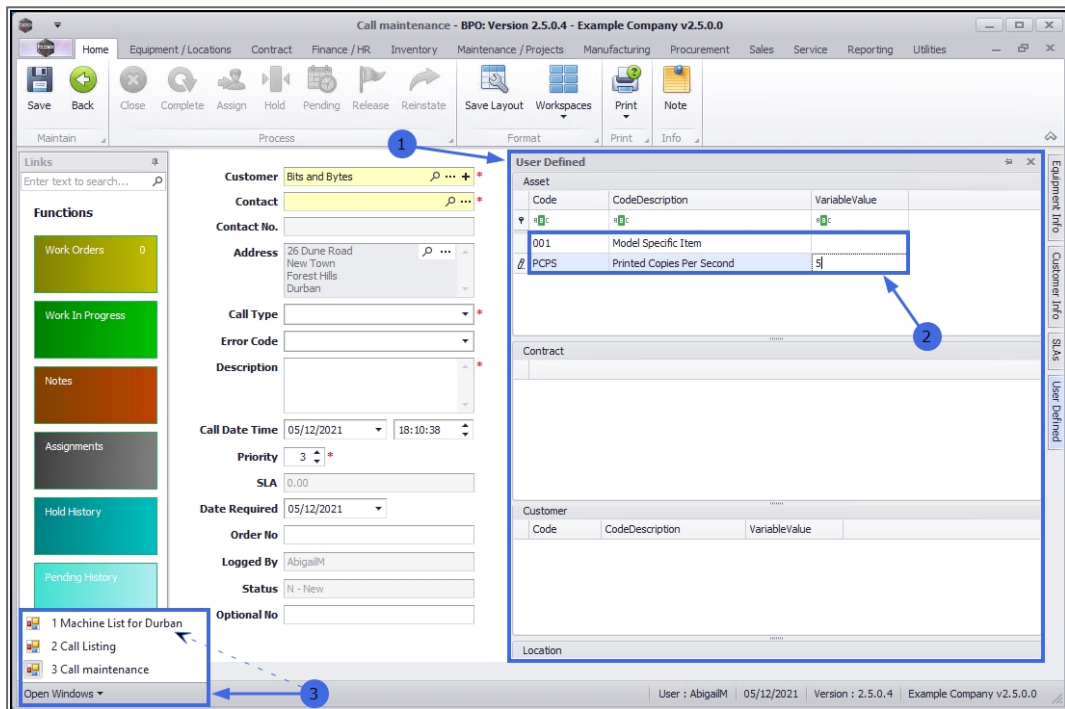 Call maintenance - BPO: Version 2.5.0.4 - Example Company v2.5.0.0
Home Equipment / Locations Contract Finance / HR Inventory Maintenance / Projects Manufacturing Procurement Sales Service Reporting Utilities
Save Back Close Complete Assign Hold Pending Release Reinstate Save Layout Workspaces Print Note
Maintain Process Format Print Info
1
Links
Enter text to search...
Functions
Work Orders 0
Work In Progress
Notes
Assignments
Hold History
Pending History
1 Machine List for Durban
2 Call Listing
3 Call maintenance
Open Windows
3
Customer Bits and Bytes *
Contact *
Contact No.
Address 26 Dune Road
New Town
Forest Hills
Durban
Call Type *
Error Code
Description *
Call Date Time 05/12/2021 18:10:38
Priority 3 *
SLA 0.00
Date Required 05/12/2021
Order No
Logged By AbigailM
Status N - New
Optional No
User Defined
Asset
Code CodeDescription VariableValue
001 Model Specific Item
PCPS Printed Copies Per Second 5
2
Contract
Customer
Code CodeDescription VariableValue
Location
Equipment Info
Customer Info
SLAs
User Defined
User : AbigailM 05/12/2021 Version : 2.5.0.4 Example Company v2.5.0.0